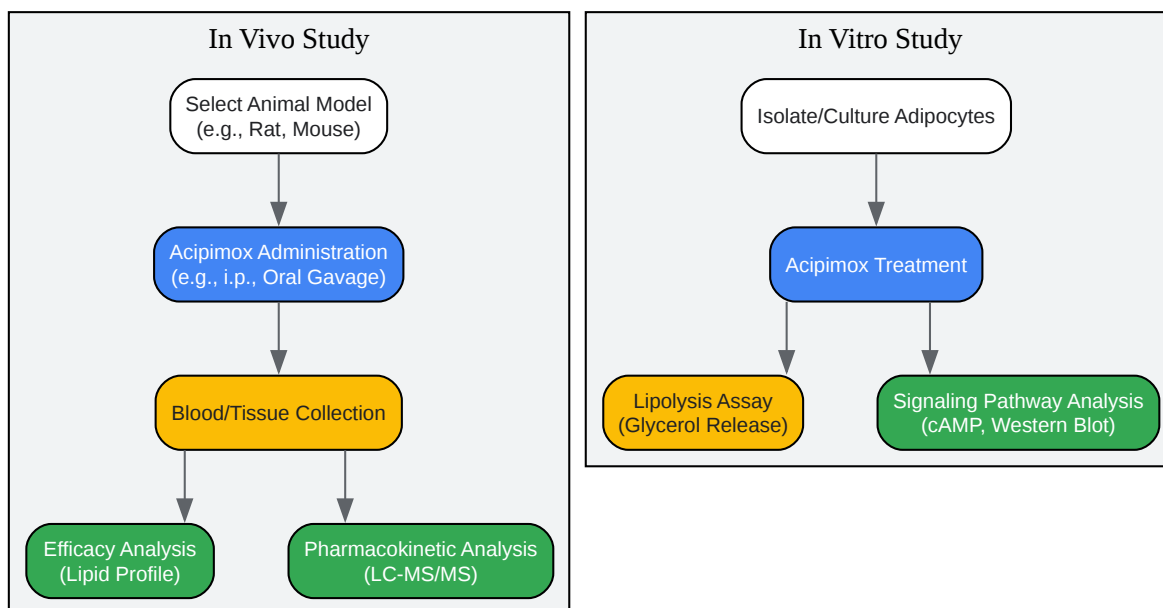 In Vivo Study
Select Animal Model
(e.g., Rat, Mouse)
Acipimox Administration
(e.g., i.p., Oral Gavage)
Blood/Tissue Collection
Efficacy Analysis
(Lipid Profile)
Pharmacokinetic Analysis
(LC-MS/MS)
In Vitro Study
Isolate/Culture Adipocytes
Acipimox Treatment
Lipolysis Assay
(Glycerol Release)
Signaling Pathway Analysis
(cAMP, Western Blot)